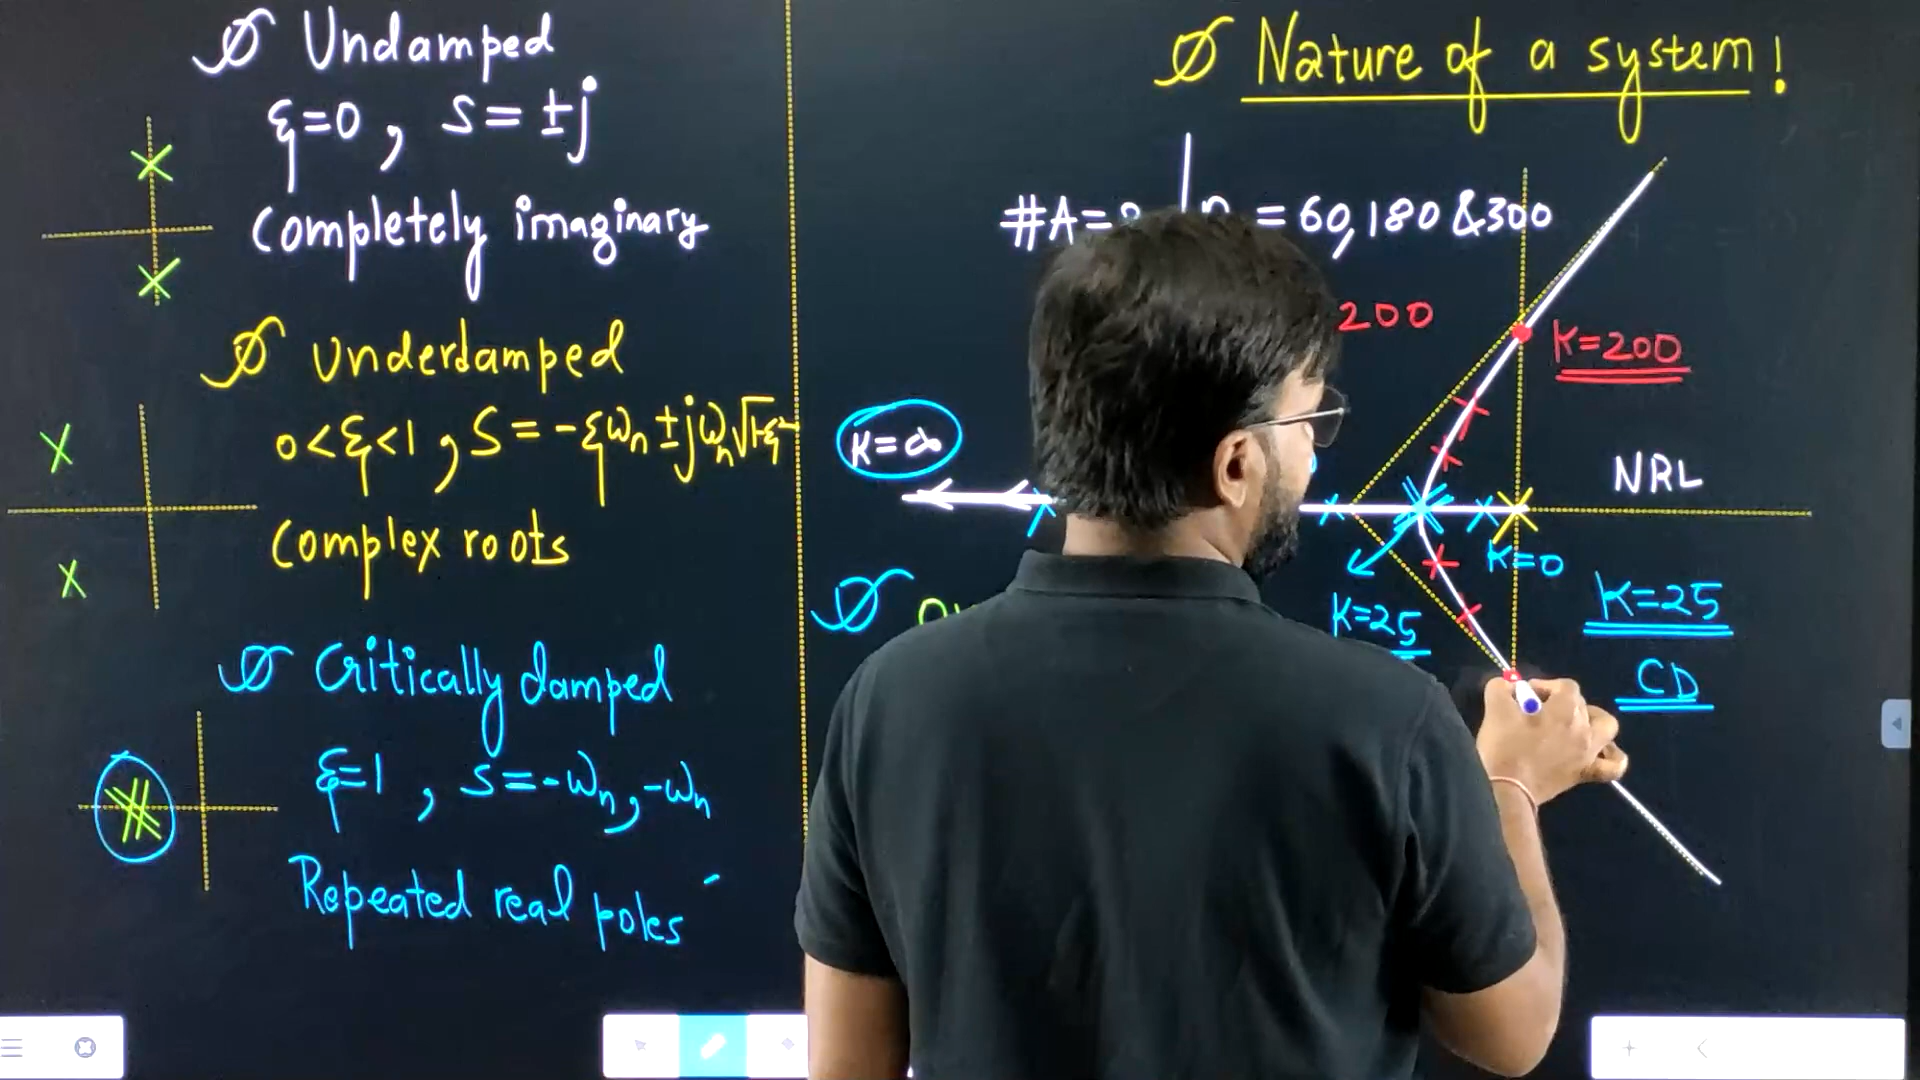 Undamped
ξ=0, S=±j
Completely imaginary
Underdamped
0<ξ<1, S=-ξωn±jωn√1-ξ²
Complex roots
Critically damped
ξ=1, S=-ωn,-ωn
Repeated real poles
Nature of a system!
#A= =60,180 &300
200
K=200
K=∞
NRL
K=0
K=25
K=25
CD